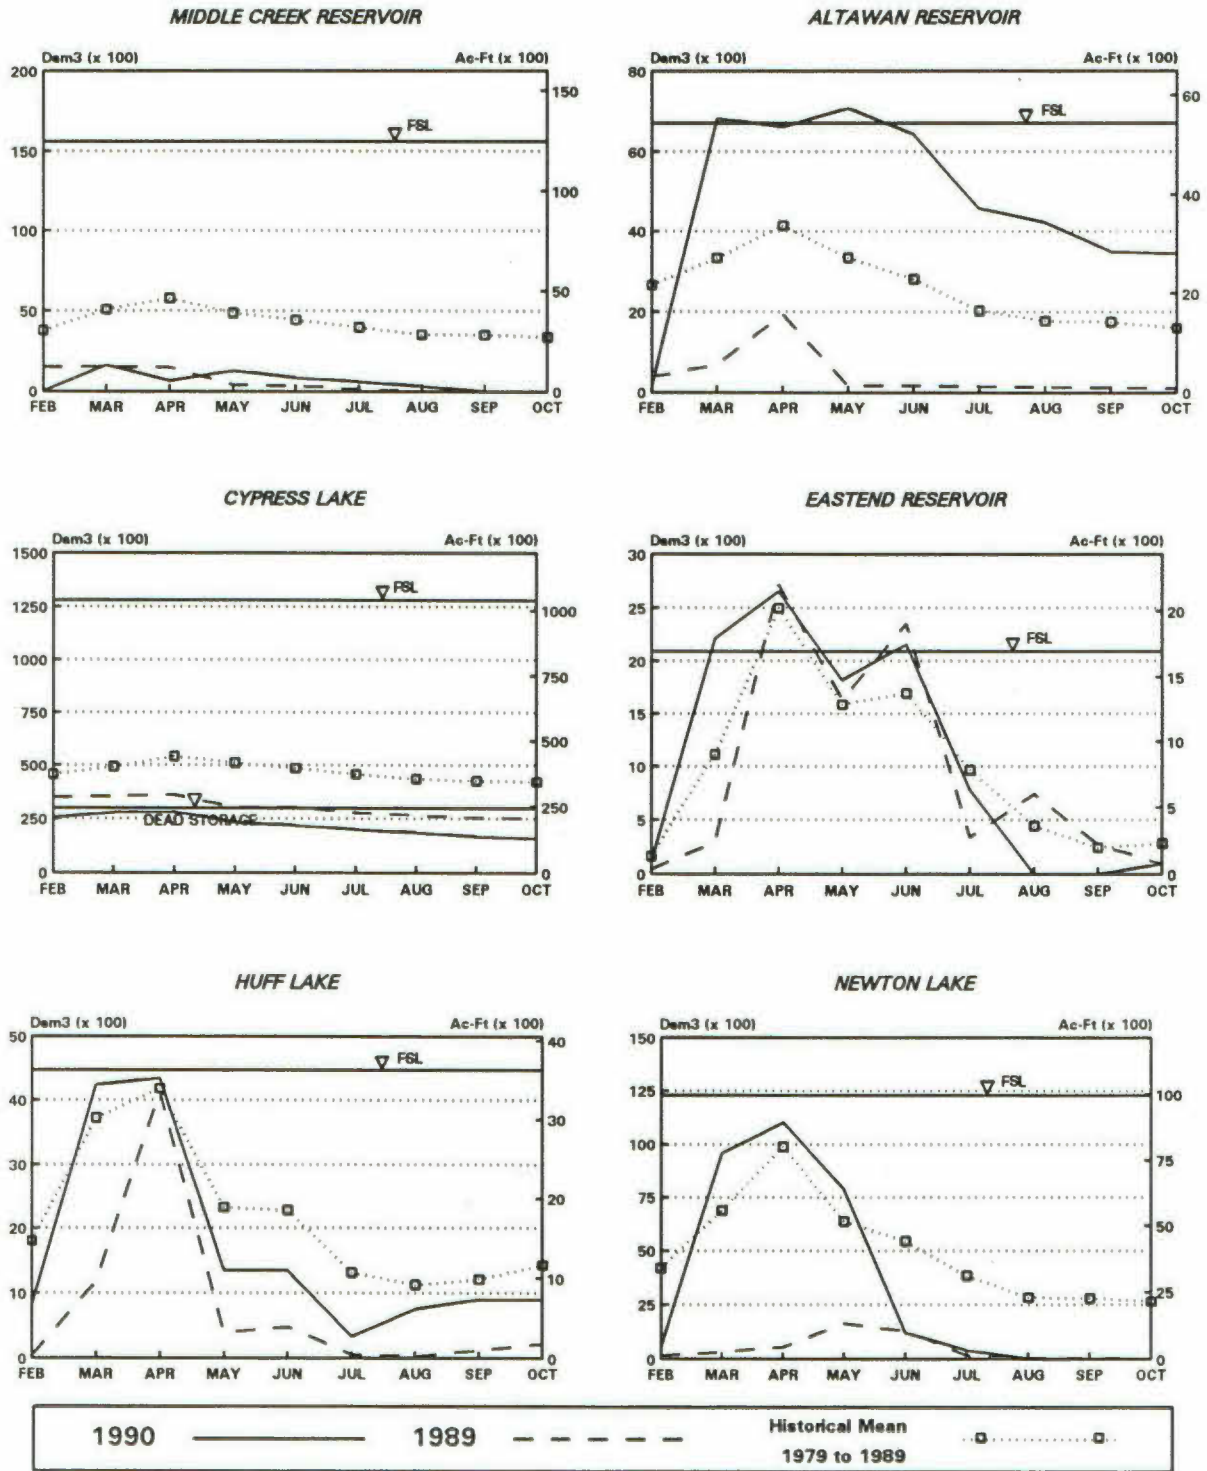 MIDDLE CREEK RESERVOIR
Dam3 (x 100) Ac-Ft (x 100)
200
150
100
50
0
150
100
50
0
FSL
FEB MAR APR MAY JUN JUL AUG SEP OCT
ALTAWAN RESERVOIR
Dam3 (x 100) Ac-Ft (x 100)
80
60
40
20
0
60
40
20
0
FSL
FEB MAR APR MAY JUN JUL AUG SEP OCT
CYPRESS LAKE
Dam3 (x 100) Ac-Ft (x 100)
1500
1250
1000
750
500
250
0
1000
750
500
250
0
FSL
DEAD STORAGE
FEB MAR APR MAY JUN JUL AUG SEP OCT
EASTEND RESERVOIR
Dam3 (x 100) Ac-Ft (x 100)
30
25
20
15
10
5
0
20
15
10
5
0
FSL
FEB MAR APR MAY JUN JUL AUG SEP OCT
HUFF LAKE
Dam3 (x 100) Ac-Ft (x 100)
50
40
30
20
10
0
40
30
20
10
0
FSL
FEB MAR APR MAY JUN JUL AUG SEP OCT
NEWTON LAKE
Dam3 (x 100) Ac-Ft (x 100)
150
125
100
75
50
25
0
100
75
50
25
0
FSL
FEB MAR APR MAY JUN JUL AUG SEP OCT
1990 1989 Historical Mean
1979 to 1989